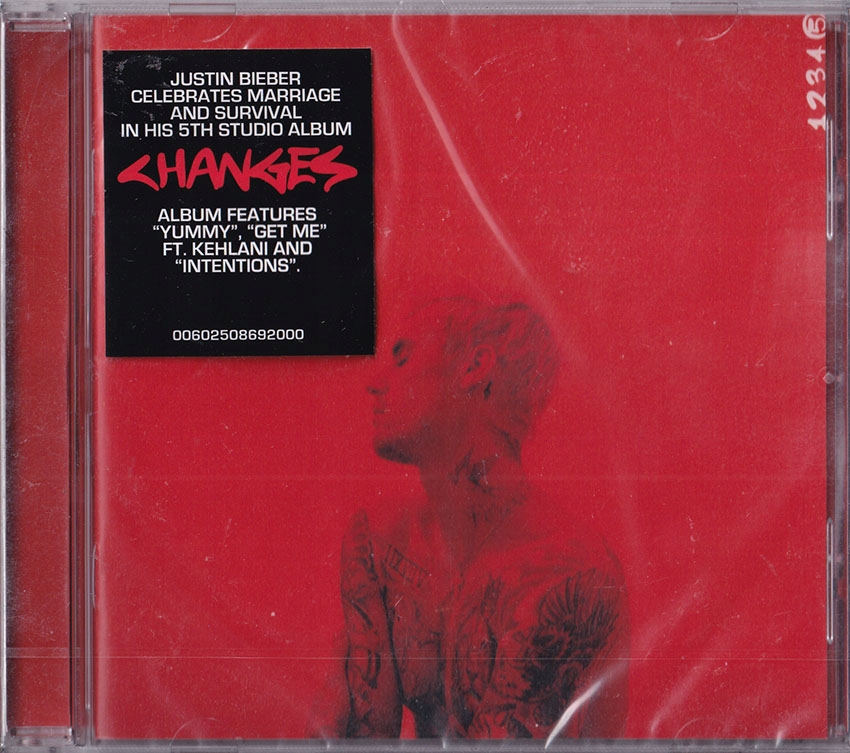 JUSTIN BIEBER
CELEBRATES MARRIAGE
AND SURVIVAL
IN HIS 5TH STUDIO ALBUM
CHANGES
ALBUM FEATURES
“YUMMY”, “GET ME”
FT. KEHLANI AND
“INTENTIONS”.
00602508692000
12345